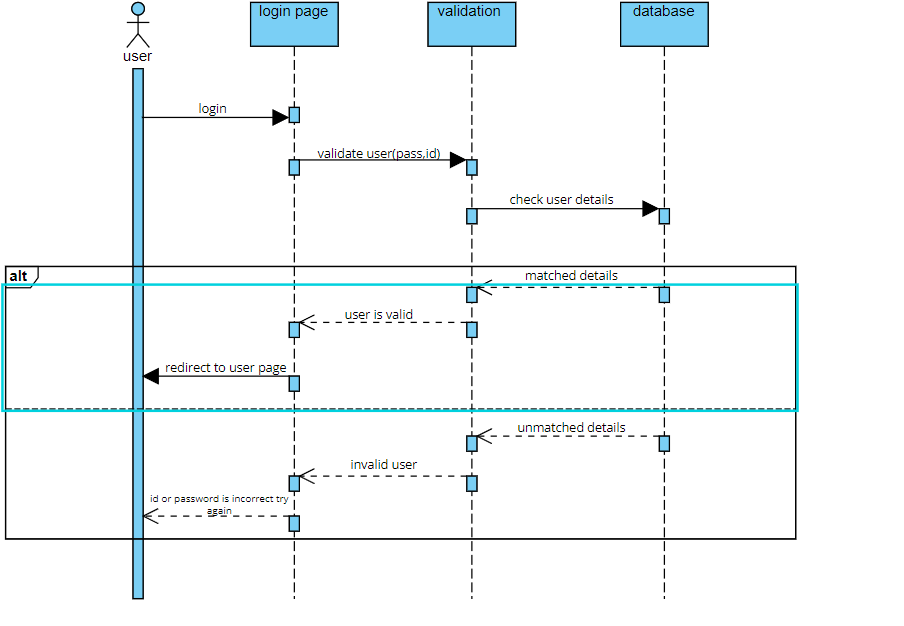 login page
validation
database
user
login
validate user(pass,id)
check user details
alt
matched details
user is valid
redirect to user page
unmatched details
invalid user
id or password is incorrect try
again